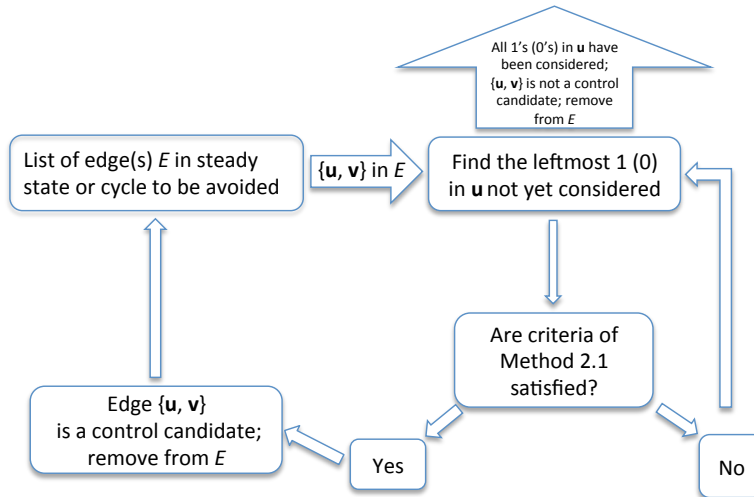 All 1's (0's) in u have
been considered;
{u, v} is not a control
candidate; remove
from E
List of edge(s) E in steady
state or cycle to be avoided
{u, v} in E
Find the leftmost 1 (0)
in u not yet considered
Are criteria of
Method 2.1
satisfied?
Edge {u, v}
is a control candidate;
remove from E
Yes
No